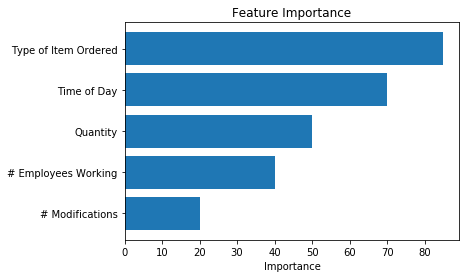 Feature Importance
Type of Item Ordered
Time of Day
Quantity
# Employees Working
# Modifications
0 10 20 30 40 50 60 70 80
Importance